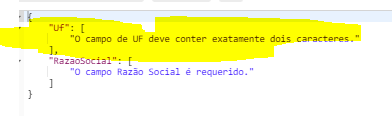 {
"Uf": [
"O campo de UF deve conter exatamente dois caracteres."
],
"RazaoSocial": [
"O campo Razão Social é requerido."
]
}